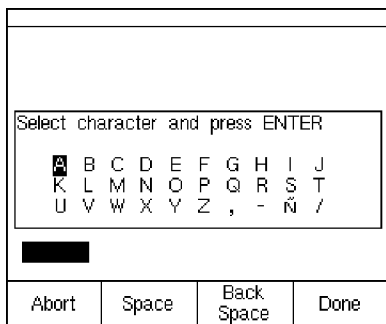 Select character and press ENTER
A B C D E F G H I J
K L M N O P Q R S T
U V W X Y Z , - Ñ /
Abort Space Back Space Done